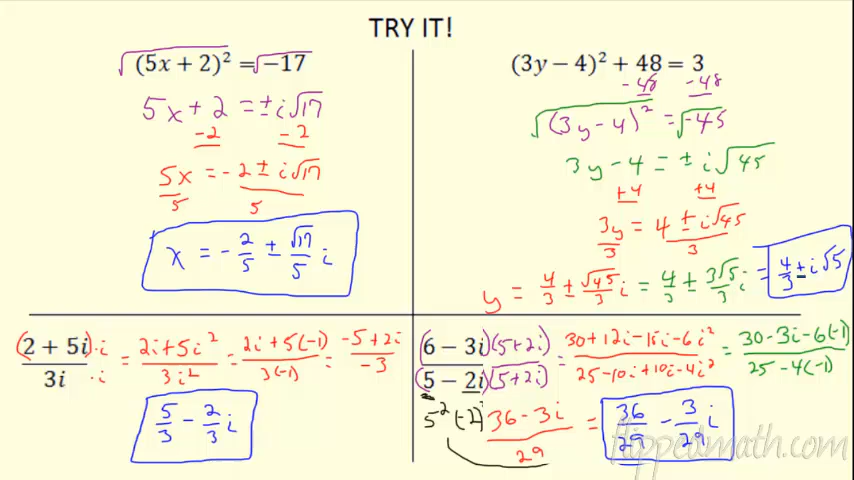 TRY IT!
√(5x + 2)² = √−17
5x + 2 = ± i√17
−2 −2
5x = −2 ± i√17
5 5
x = − 2/5 ± √17/5 i
(3y − 4)² + 48 = 3
−48 −48
√(3y − 4)² = √−45
3y − 4 = ± i√45
+4 +4
3y = 4 ± i√45
3 3
y = 4/3 ± √45/3 i = 4/3 ± 3√5/3 i = 4/3 ± i√5
(2 + 5i)·i / 3i ·i = 2i + 5i² / 3i² = 2i + 5(−1) / 3(−1) = −5 + 2i / −3
5/3 − 2/3 i
(6 − 3i)(5 + 2i) / (5 − 2i)(5 + 2i) = 30 + 12i − 15i − 6i² / 25 − 10i + 10i − 4i² = 30 − 3i − 6(−1) / 25 − 4(−1)
5² (−2)² 36 − 3i / 29 = 36/29 − 3/29 i
flippedmath.com